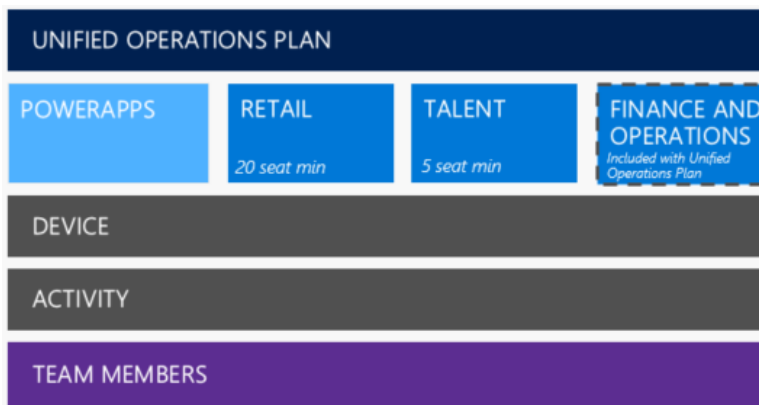 UNIFIED OPERATIONS PLAN
POWERAPPS
RETAIL
20 seat min
TALENT
5 seat min
FINANCE AND
OPERATIONS
Included with Unified
Operations Plan
DEVICE
ACTIVITY
TEAM MEMBERS